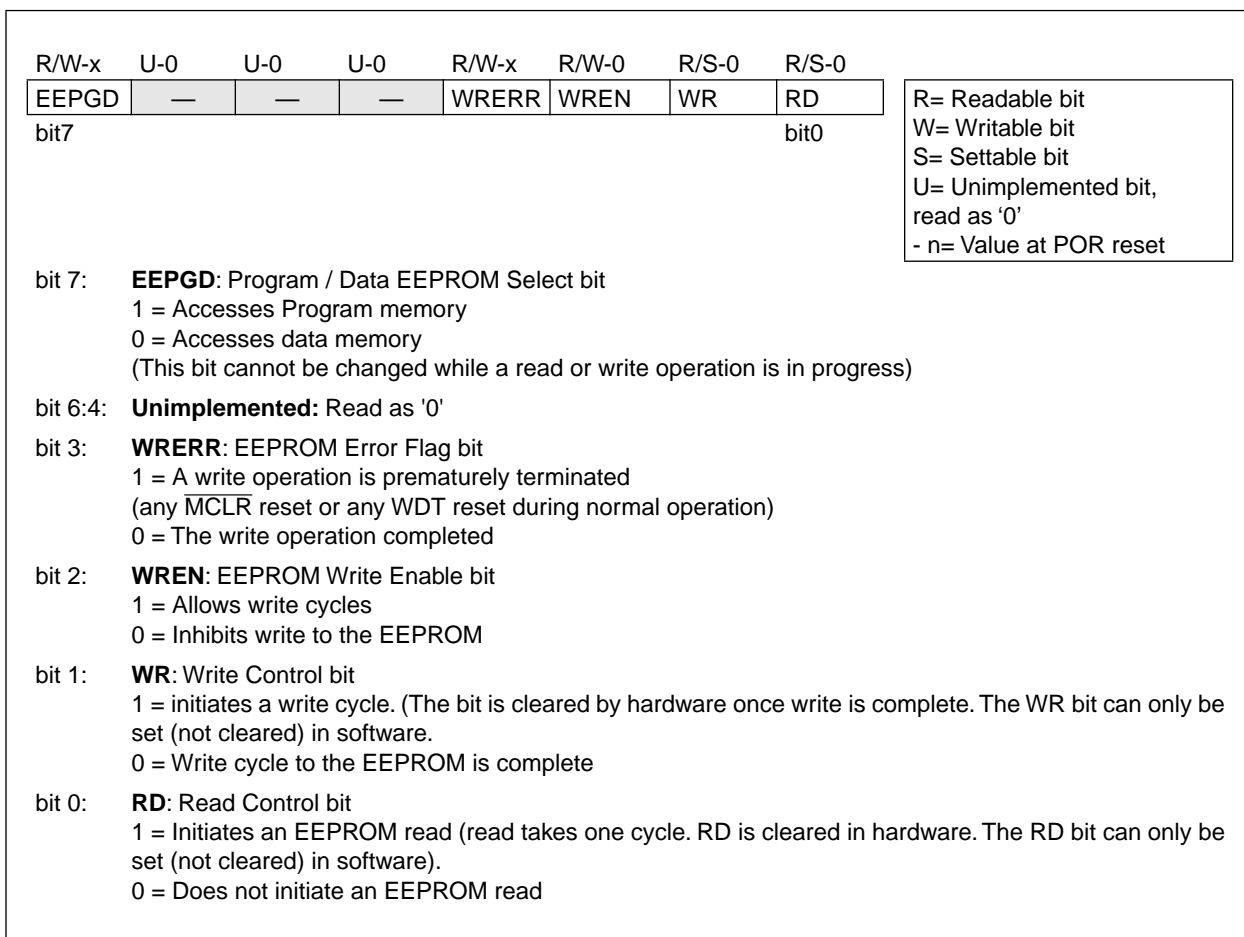 R/W-x U-0 U-0 U-0 R/W-x R/W-0 R/S-0 R/S-0
EEPGD — — — WRERR WREN WR RD
bit7 bit0
R= Readable bit
W= Writable bit
S= Settable bit
U= Unimplemented bit,
read as ‘0’
- n= Value at POR reset
bit 7: EEPGD: Program / Data EEPROM Select bit
1 = Accesses Program memory
0 = Accesses data memory
(This bit cannot be changed while a read or write operation is in progress)
bit 6:4: Unimplemented: Read as '0'
bit 3: WRERR: EEPROM Error Flag bit
1 = A write operation is prematurely terminated
(any MCLR reset or any WDT reset during normal operation)
0 = The write operation completed
bit 2: WREN: EEPROM Write Enable bit
1 = Allows write cycles
0 = Inhibits write to the EEPROM
bit 1: WR: Write Control bit
1 = initiates a write cycle. (The bit is cleared by hardware once write is complete. The WR bit can only be
set (not cleared) in software.
0 = Write cycle to the EEPROM is complete
bit 0: RD: Read Control bit
1 = Initiates an EEPROM read (read takes one cycle. RD is cleared in hardware. The RD bit can only be
set (not cleared) in software).
0 = Does not initiate an EEPROM read